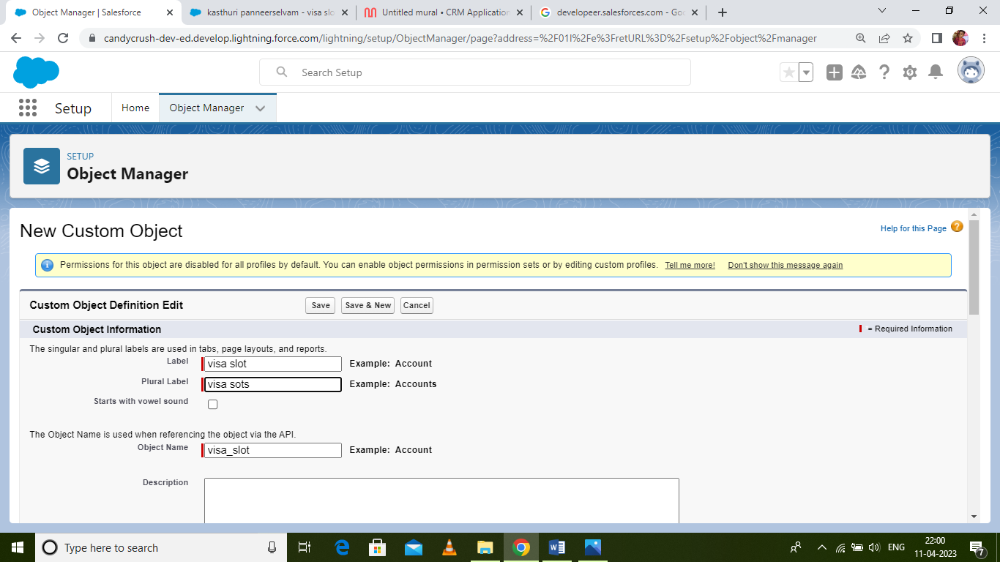 Object Manager | Salesforce
kasthuri panneerselvam - visa slo
Untitled mural • CRM Application
developeer.salesforces.com - Goo
candycrush-dev-ed.develop.lightning.force.com/lightning/setup/ObjectManager/page?address=%2F01I%2Fe%3FretURL%3D%2Fsetup%2Fobject%2Fmanager
Search Setup
Setup
Home
Object Manager
SETUP
Object Manager
New Custom Object
Help for this Page
Permissions for this object are disabled for all profiles by default. You can enable object permissions in permission sets or by editing custom profiles. Tell me more! Don't show this message again
Custom Object Definition Edit Save Save & New Cancel
Custom Object Information = Required Information
The singular and plural labels are used in tabs, page layouts, and reports.
Label visa slot Example: Account
Plural Label visa sots Example: Accounts
Starts with vowel sound
The Object Name is used when referencing the object via the API.
Object Name visa_slot Example: Account
Description
Type here to search
ENG
22:00
11-04-2023
7